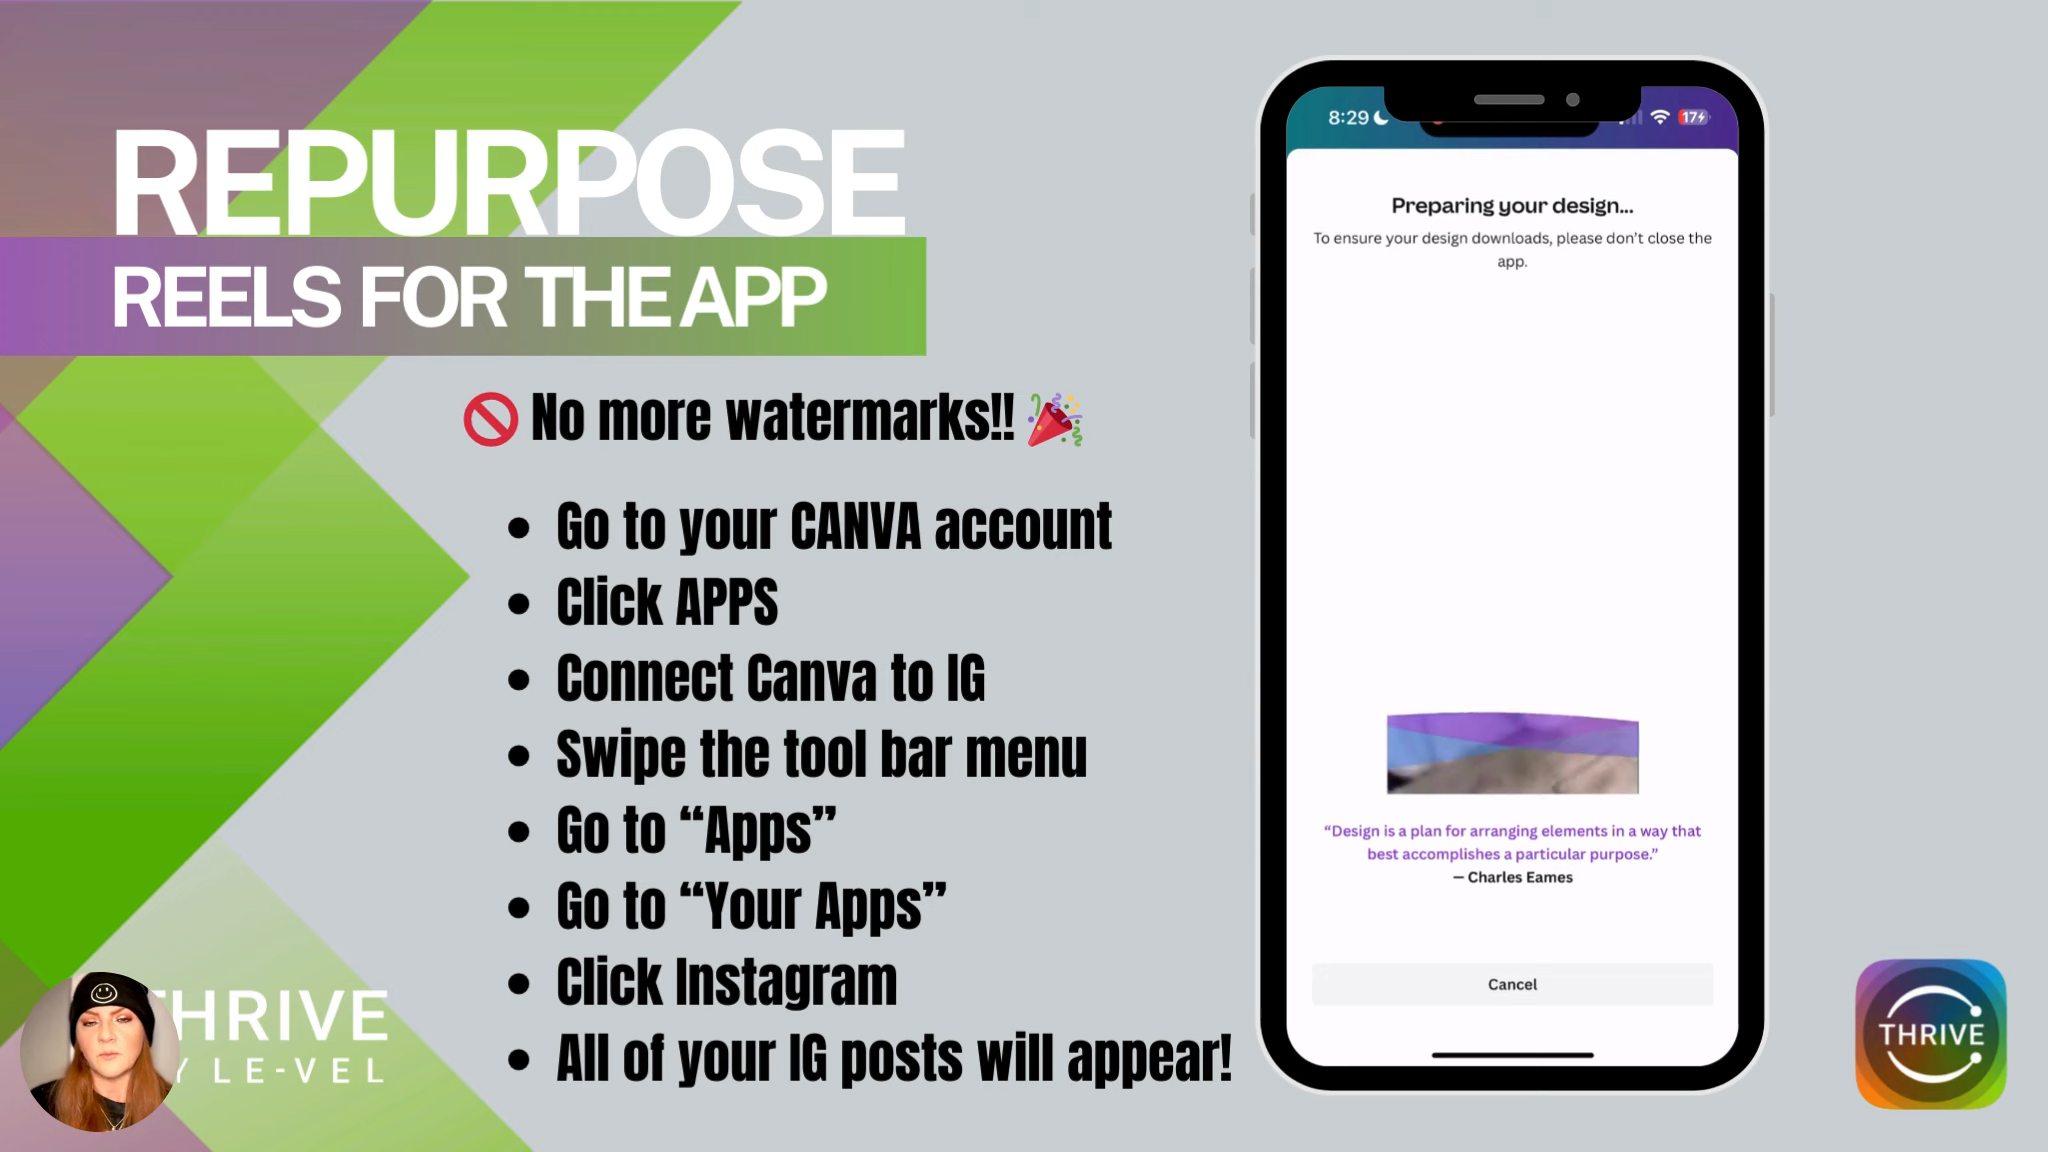 REPURPOSE
REELS FOR THE APP
No more watermarks!!
Go to your CANVA account
Click APPS
Connect Canva to IG
Swipe the tool bar menu
Go to “Apps”
Go to “Your Apps”
Click Instagram
All of your IG posts will appear!
8:29
17
Preparing your design...
To ensure your design downloads, please don’t close the
app.
“Design is a plan for arranging elements in a way that
best accomplishes a particular purpose.”
— Charles Eames
Cancel
THRIVE
Y LE-VEL
THRIVE